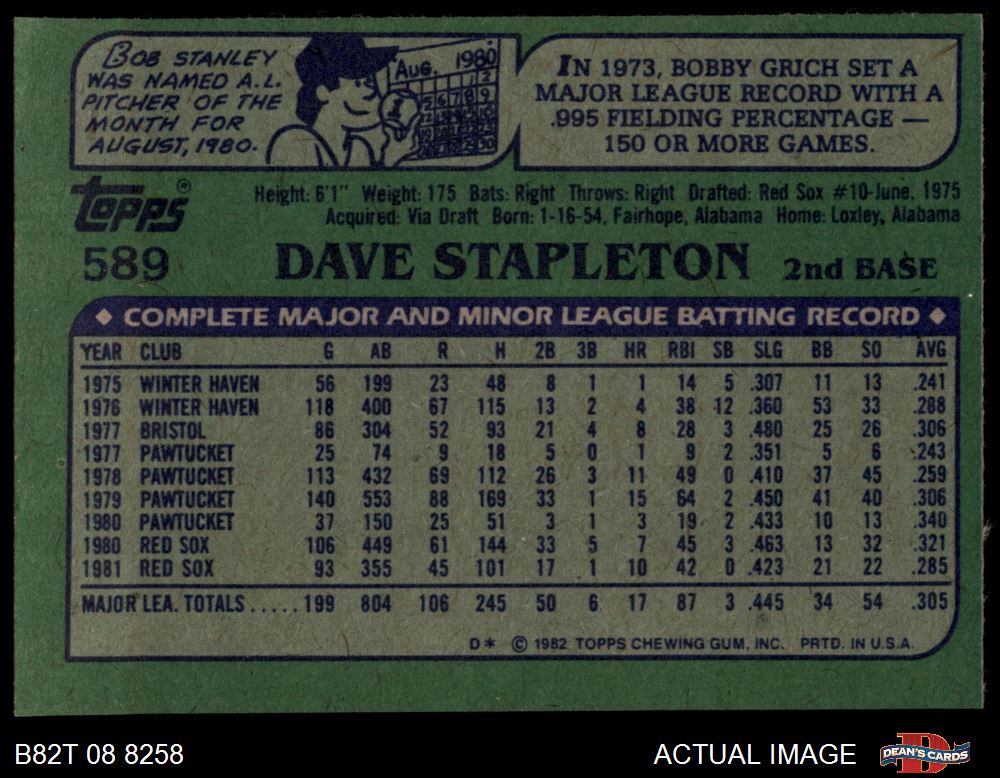 BOB STANLEY
WAS NAMED A.L.
PITCHER OF THE
MONTH FOR
AUGUST, 1980.
Aug. 1980
IN 1973, BOBBY GRICH SET A
MAJOR LEAGUE RECORD WITH A
.995 FIELDING PERCENTAGE —
150 OR MORE GAMES.
Topps®
Height: 6'1" Weight: 175 Bats: Right Throws: Right Drafted: Red Sox #10-June, 1975
Acquired: Via Draft Born: 1-16-54, Fairhope, Alabama Home: Loxley, Alabama
589 DAVE STAPLETON 2nd BASE
◆ COMPLETE MAJOR AND MINOR LEAGUE BATTING RECORD ◆
YEAR CLUB G AB R H 2B 3B HR RBI SB SLG BB SO AVG
1975 WINTER HAVEN 56 199 23 48 8 1 1 14 5 .307 11 13 .241
1976 WINTER HAVEN 118 400 67 115 13 2 4 38 12 .360 53 33 .288
1977 BRISTOL 86 304 52 93 21 4 8 28 3 .480 25 26 .306
1977 PAWTUCKET 25 74 9 18 5 0 1 9 2 .351 5 6 .243
1978 PAWTUCKET 113 432 69 112 26 3 11 49 0 .410 37 45 .259
1979 PAWTUCKET 140 553 88 169 33 1 15 64 2 .450 41 40 .306
1980 PAWTUCKET 37 150 25 51 3 1 3 19 2 .433 10 13 .340
1980 RED SOX 106 449 61 144 33 5 7 45 3 .463 13 32 .321
1981 RED SOX 93 355 45 101 17 1 10 42 0 .423 21 22 .285
MAJOR LEA. TOTALS ..... 199 804 106 245 50 6 17 87 3 .445 34 54 .305
D* © 1982 TOPPS CHEWING GUM, INC. PRTD. IN U.S.A.
B82T 08 8258 ACTUAL IMAGE DEAN'S CARDS